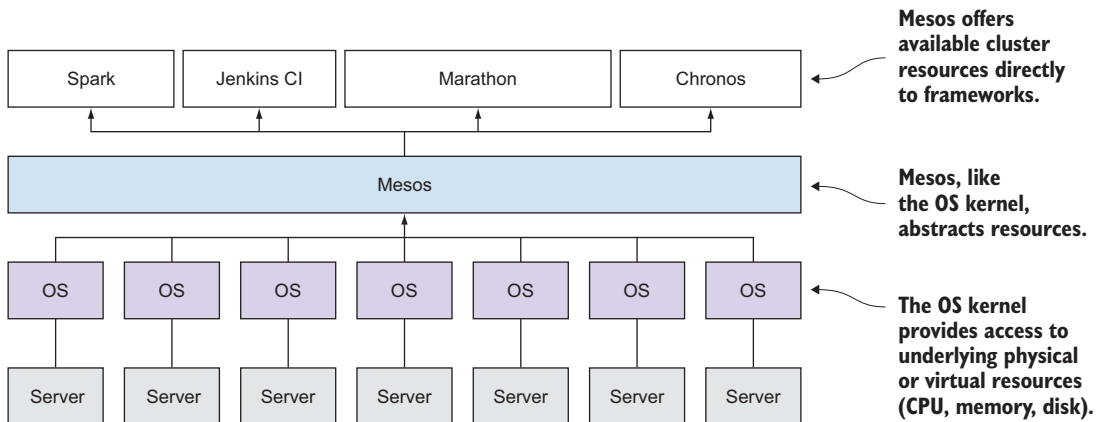 Mesos offers
available cluster
resources directly
to frameworks.
Spark
Jenkins CI
Marathon
Chronos
Mesos
Mesos, like
the OS kernel,
abstracts resources.
OS
OS
OS
OS
OS
OS
OS
The OS kernel
provides access to
underlying physical
or virtual resources
(CPU, memory, disk).
Server
Server
Server
Server
Server
Server
Server